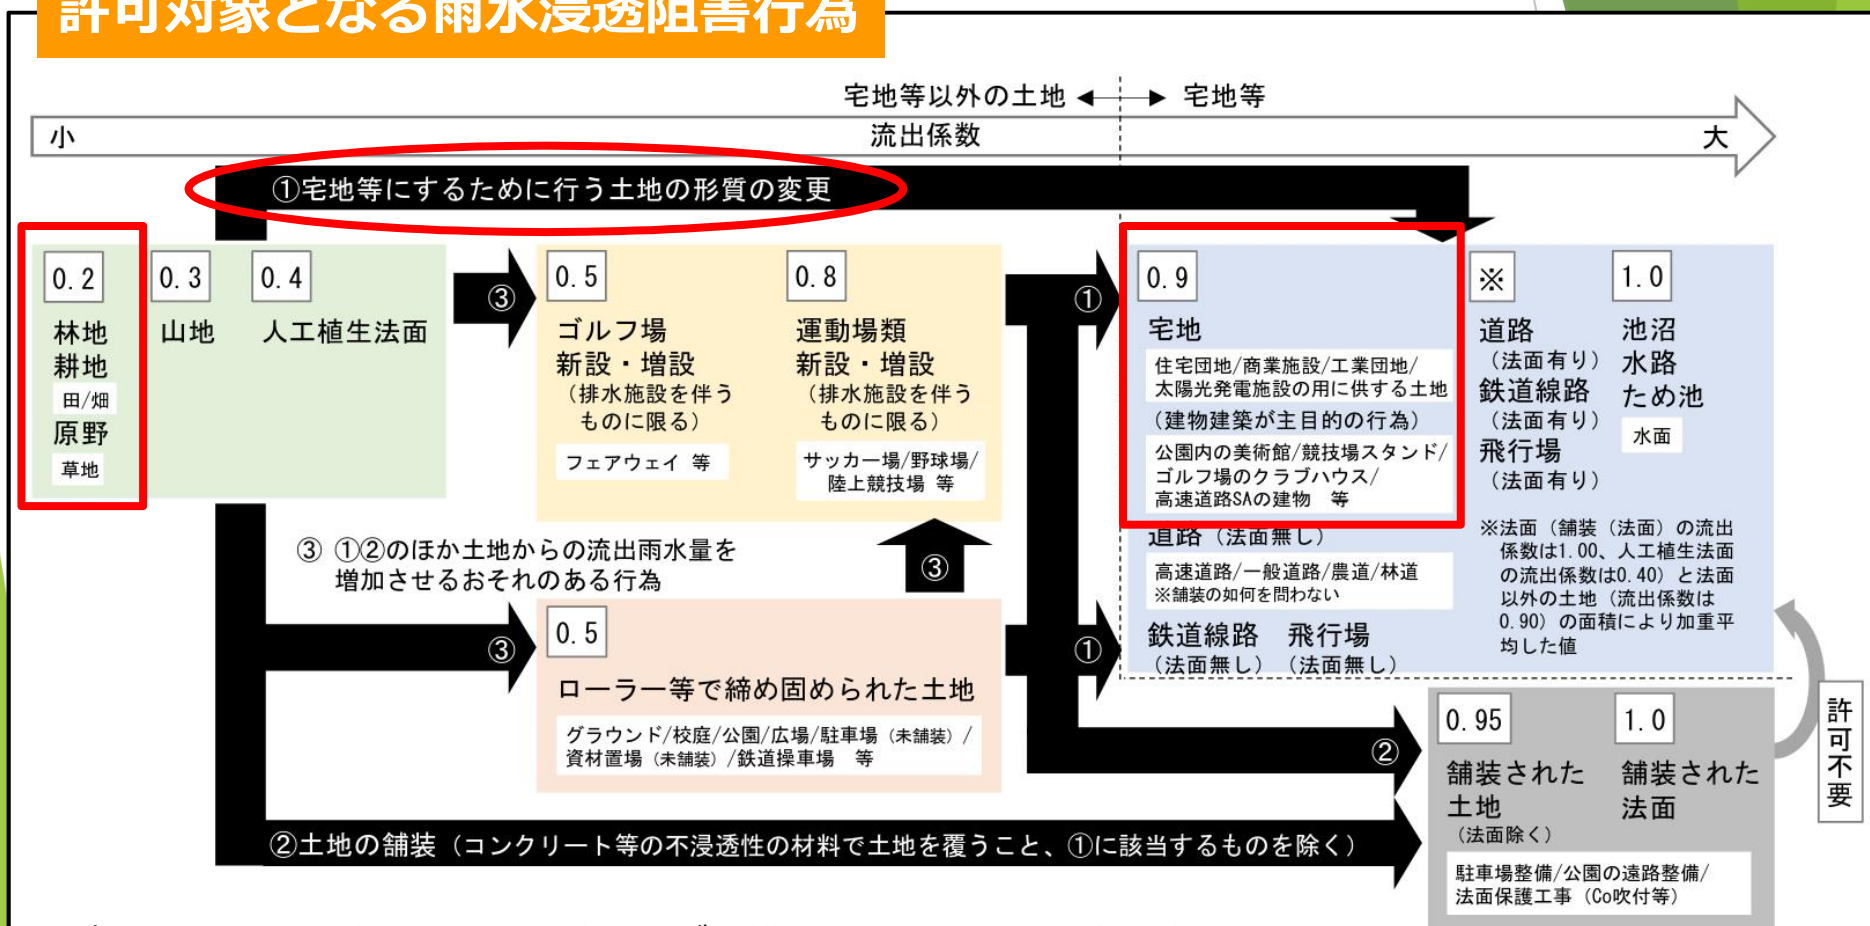 許可対象となる雨水浸透阻害行為
宅地等以外の土地 ◀─ ─▶ 宅地等
小 流出係数 大
①宅地等にするために行う土地の形質の変更
0.2
林地
耕地
田/畑
原野
草地
0.3
山地
0.4
人工植生法面
③
0.5
ゴルフ場
新設・増設
(排水施設を伴う
ものに限る)
フェアウェイ 等
0.8
運動場類
新設・増設
(排水施設を伴う
ものに限る)
サッカー場/野球場/
陸上競技場 等
①
0.9
宅地
住宅団地/商業施設/工業団地/
太陽光発電施設の用に供する土地
(建物建築が主目的の行為)
公園内の美術館/競技場スタンド/
ゴルフ場のクラブハウス/
高速道路SAの建物 等
道路(法面無し)
高速道路/一般道路/農道/林道
※舗装の如何を問わない
鉄道線路 飛行場
(法面無し) (法面無し)
※
道路
(法面有り)
鉄道線路
(法面有り)
飛行場
(法面有り)
1.0
池沼
水路
ため池
水面
※法面(舗装(法面)の流出
係数は1.00、人工植生法面
の流出係数は0.40)と法面
以外の土地(流出係数は
0.90)の面積により加重平
均した値
③ ①②のほか土地からの流出雨水量を
増加させるおそれのある行為
③
③
0.5
ローラー等で締め固められた土地
グラウンド/校庭/公園/広場/駐車場(未舗装)/
資材置場(未舗装)/鉄道操車場 等
①
②
②土地の舗装(コンクリート等の不浸透性の材料で土地を覆うこと、①に該当するものを除く)
0.95
舗装された
土地
(法面除く)
1.0
舗装された
法面
駐車場整備/公園の遠路整備/
法面保護工事(Co吹付等)
許可不要